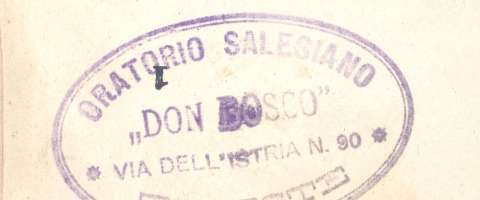 ORATORIO SALESIANO
„DON BOSCO”
* VIA DELL'ISTRIA N. 90 *